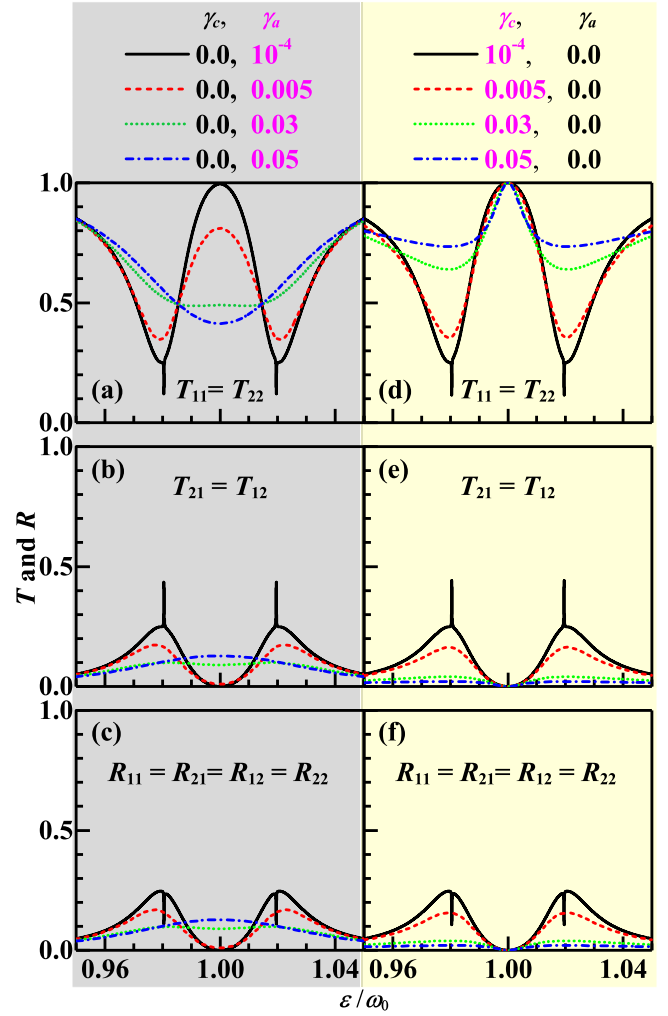 γc, γa γc, γa
0.0, 10⁻⁴ 10⁻⁴, 0.0
0.0, 0.005 0.005, 0.0
0.0, 0.03 0.03, 0.0
0.0, 0.05 0.05, 0.0
1.0
0.5
(a) T11= T22 (d) T11 = T22
0.0
1.0
(b) (e)
T21 = T12 T21 = T12
T and R
0.5
0.0
1.0
(c) (f)
R11 = R21= R12 = R22 R11 = R21= R12 = R22
0.5
0.0
0.96 1.00 1.04 0.96 1.00 1.04
ε/ω0